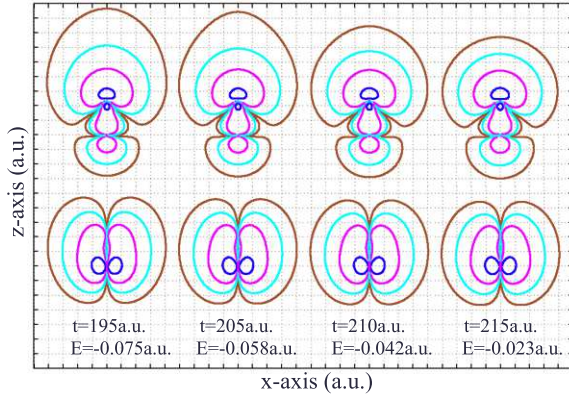 z-axis (a.u.)
t=195a.u. t=205a.u. t=210a.u. t=215a.u.
E=-0.075a.u. E=-0.058a.u. E=-0.042a.u. E=-0.023a.u.
x-axis (a.u.)